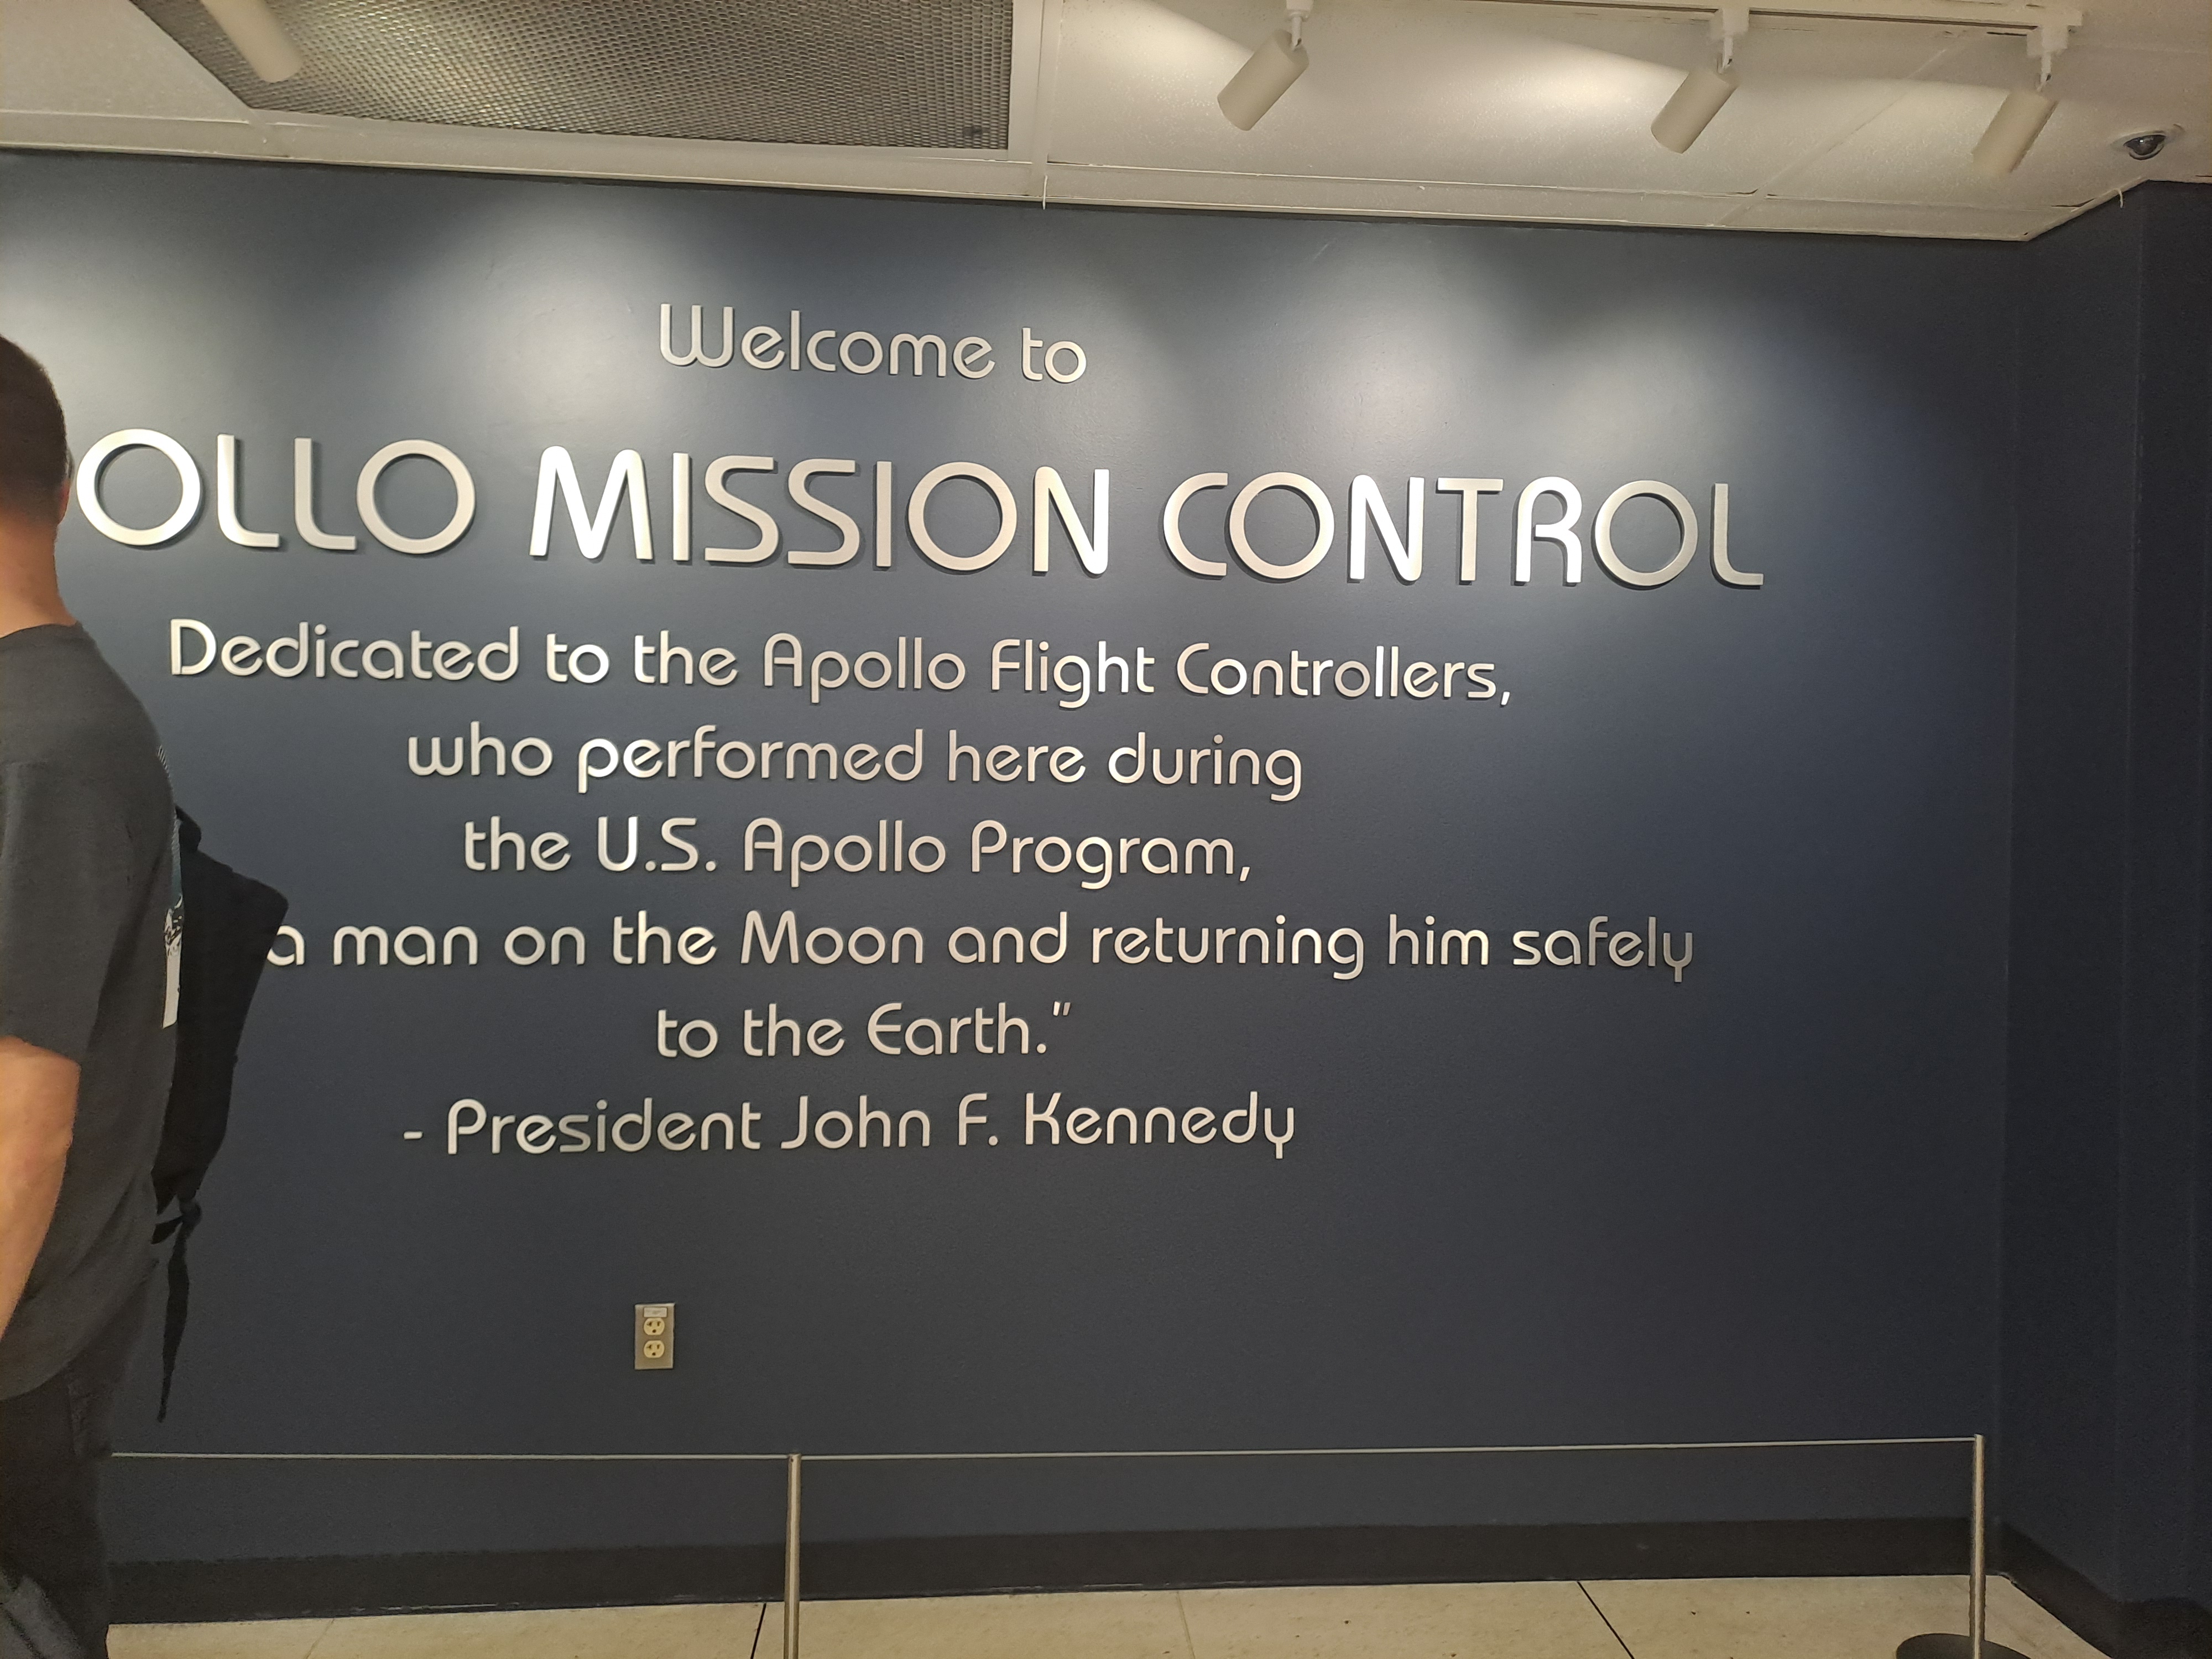 Welcome to
OLLO MISSION CONTROL
Dedicated to the Apollo Flight Controllers,
who performed here during
the U.S. Apollo Program,
a man on the Moon and returning him safely
to the Earth."
- President John F. Kennedy